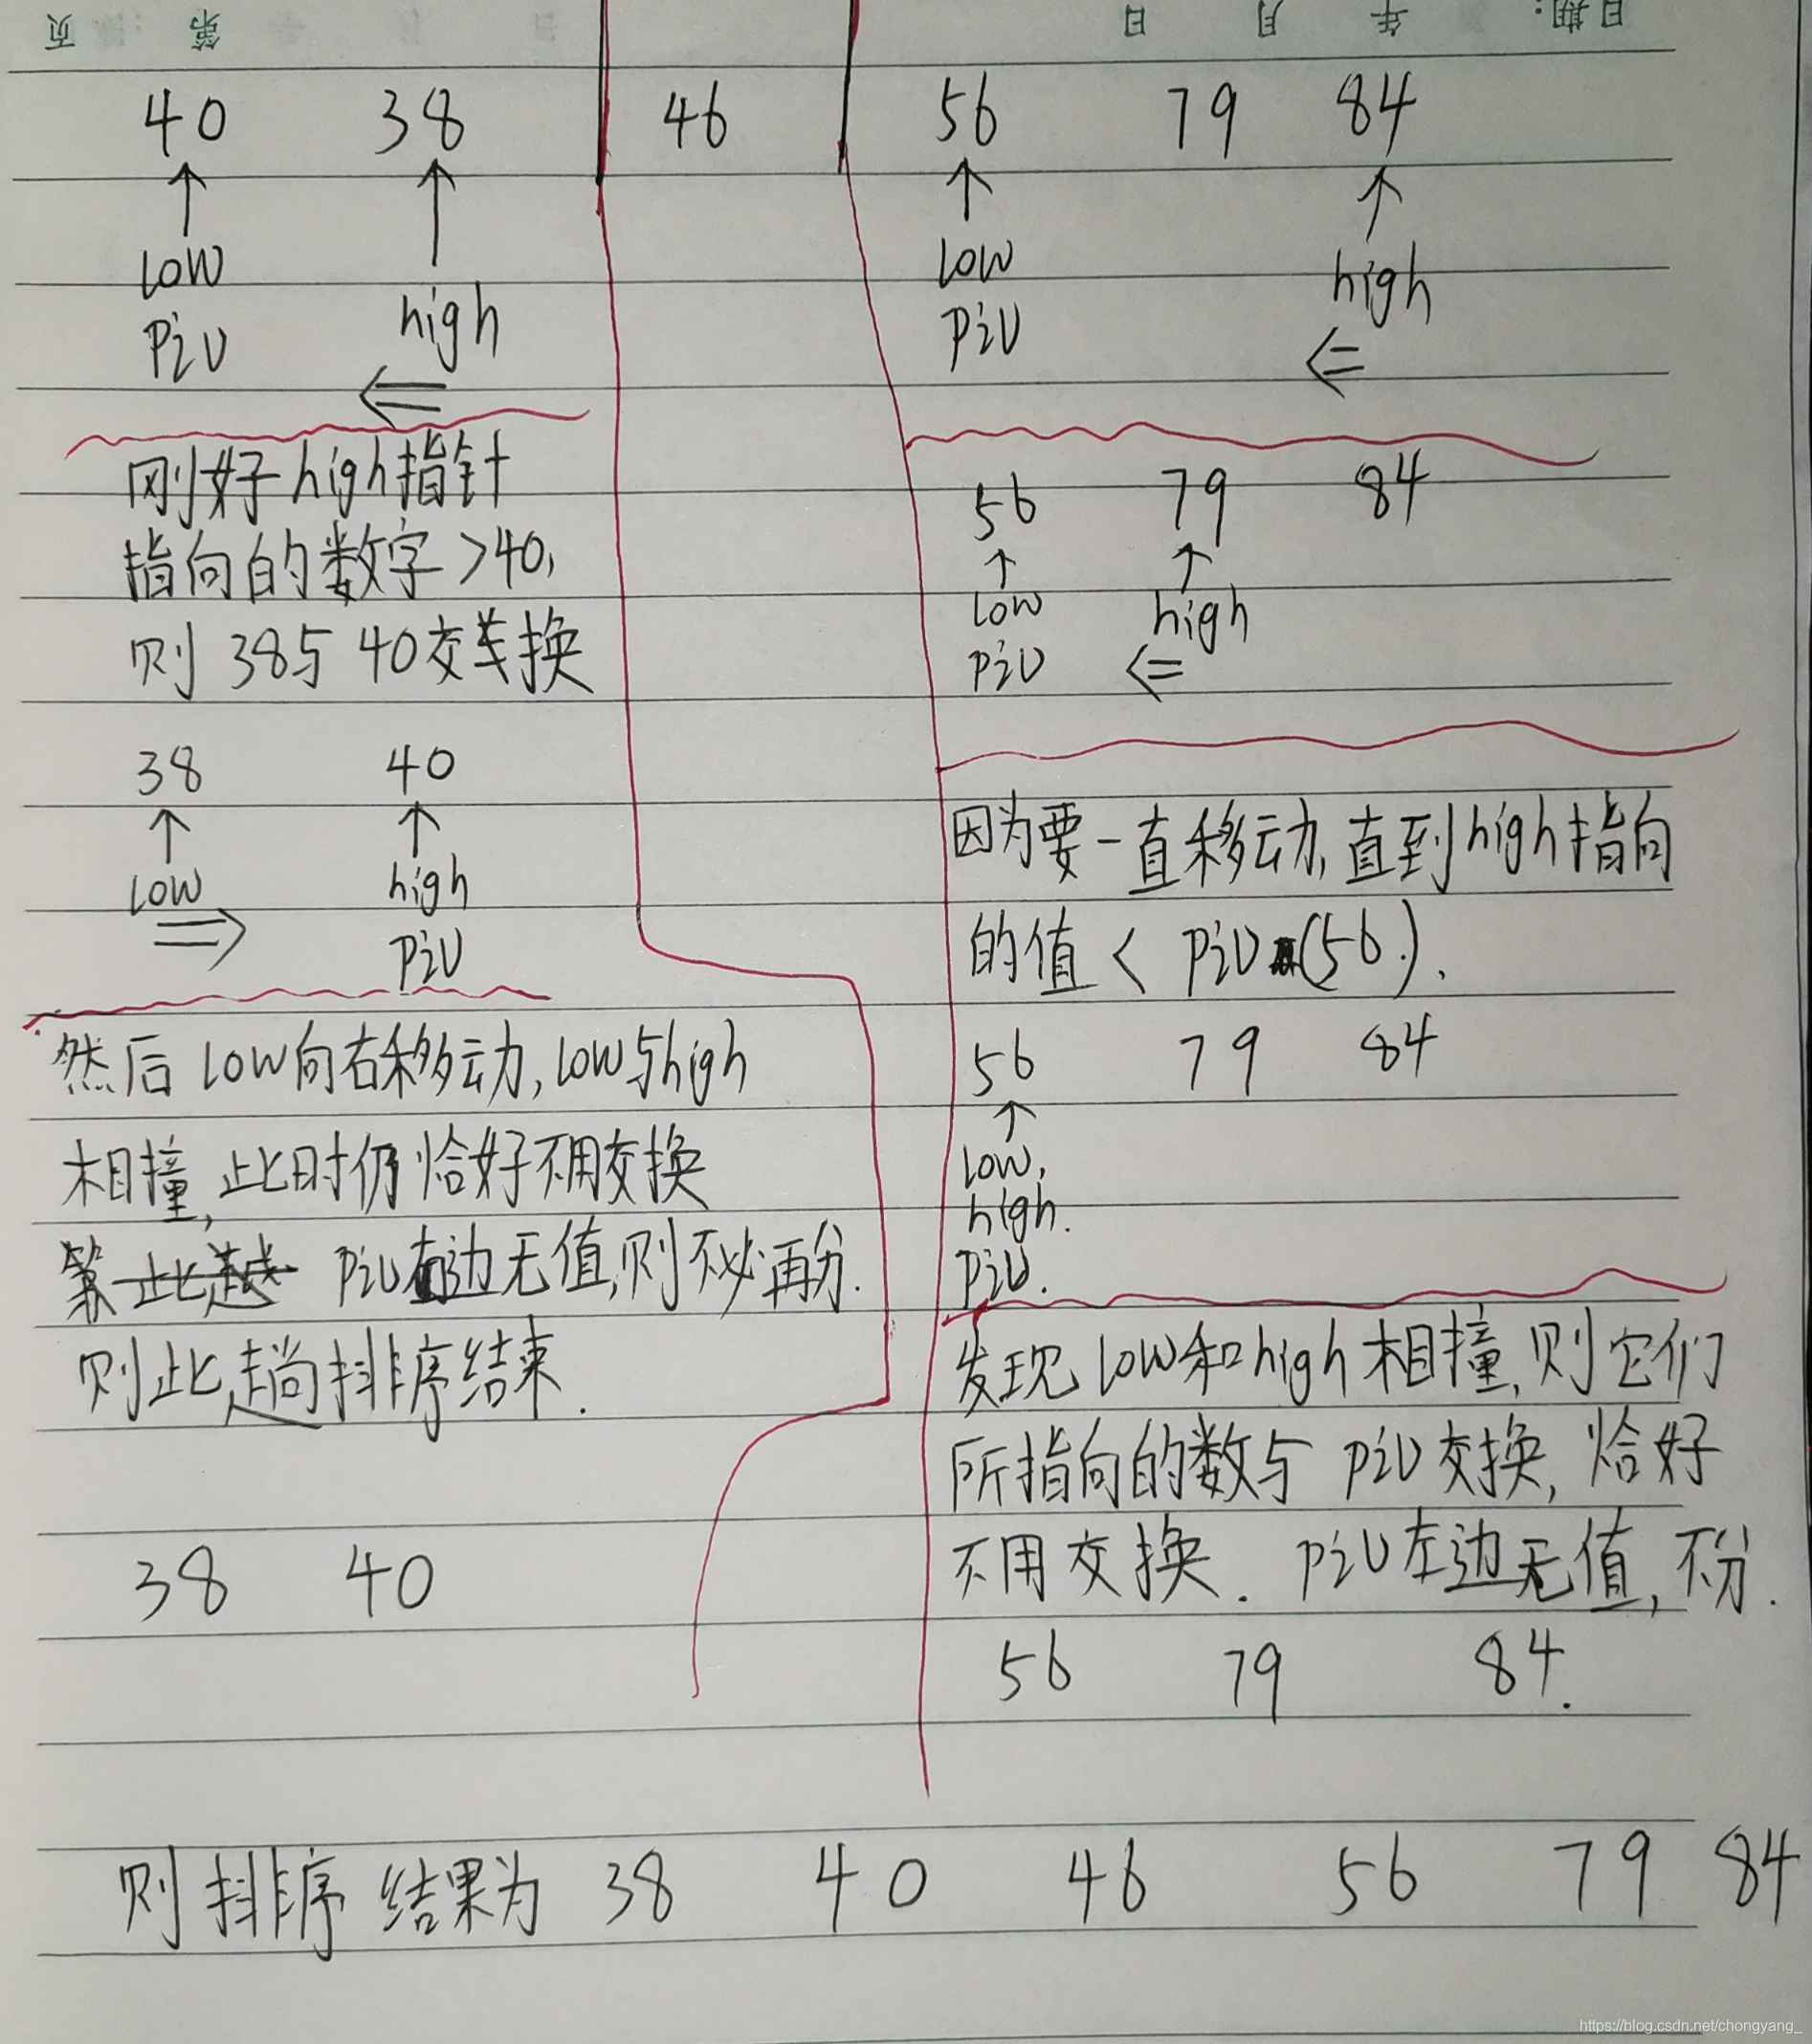 日期: 年 月 日 第 页
40 38 46 56 79 84
low high
piv
刚好high指针
指向的数字>40,
则 38与 40交换
38 40
low high
piv
然后 low向右移动,low与high
相撞,此时仍恰好不用交换
piv右边无值,则不必再分.
则此趟排序结束.
38 40
low high
piv
56 79 84
low high
piv
因为要一直移动,直到high指向
的值 < piv(56).
56 79 84
low,
high.
piv.
发现 low和high相撞,则它们
所指向的数与 piv交换,恰好
不用交换. piv左边无值,不分.
56 79 84.
则排序结果为 38 40 46 56 79 84
https://blog.csdn.net/chongyang_